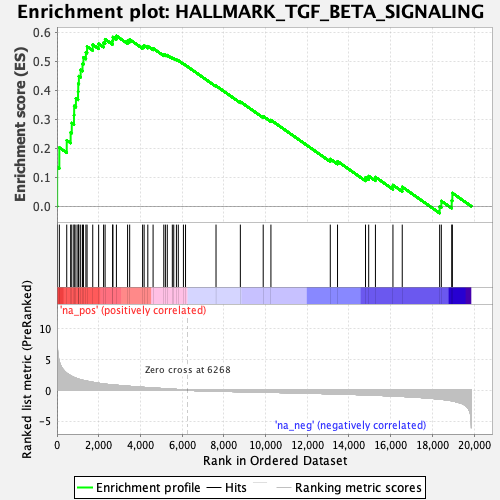 Enrichment plot: HALLMARK_TGF_BETA_SIGNALING
Enrichment score (ES)
0.6
0.5
0.4
0.3
0.2
0.1
0.0
'na_pos' (positively correlated)
Ranked list metric (PreRanked)
10
5
0
-5
Zero cross at 6268
'na_neg' (negatively correlated)
0 2,000 4,000 6,000 8,000 10,000 12,000 14,000 16,000 18,000 20,000
Rank in Ordered Dataset
Enrichment profile Hits Ranking metric scores